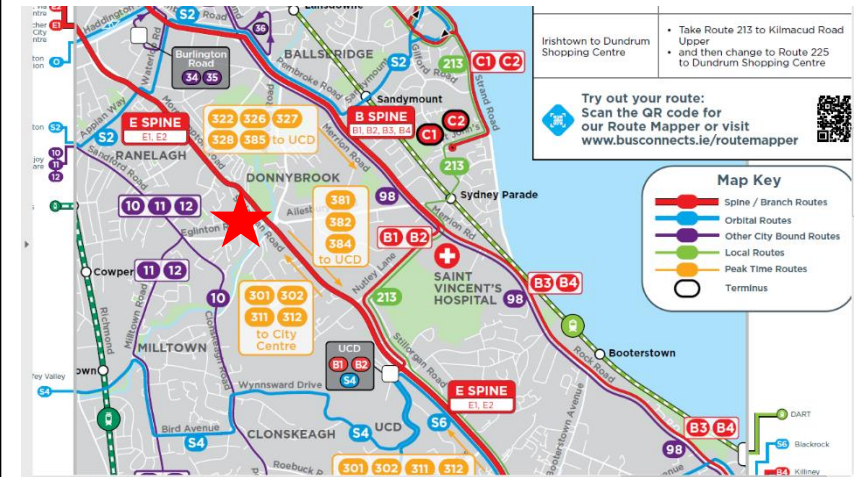 Haddington
Waterloo Rd
S2
36
Burlington
Road
34 35
BALLSBRIDGE
Pembroke Road
Sandymount
S2
Gilford Road
213
C1 C2
Strand Road
Irishtown to Dundrum
Shopping Centre
• Take Route 213 to Kilmacud Road
Upper
• and then change to Route 225
to Dundrum Shopping Centre
Try out your route:
Scan the QR code for
our Route Mapper or visit
www.busconnects.ie/routemapper
Appian Way
S2
E SPINE
E1, E2
322 326 327
328 385 to UCD
Merrion Road
B SPINE
B1, B2, B3, B4
Sandymount
C1
C2
213
RANELAGH
Sandford Road
DONNYBROOK
10
11
12
10 11 12
Eglinton Road
381
382
384
to UCD
98
Sydney Parade
Merrion Rd
B1 B2
Map Key
Spine / Branch Routes
Orbital Routes
Other City Bound Routes
Local Routes
Peak Time Routes
Terminus
Cowper
11 12
10
Richmond
Milltown Road
Clonskeagh Road
MILLTOWN
301 302
311 312
to City
Centre
Nutley Lane
213
SAINT
VINCENT'S
HOSPITAL
98
B3 B4
Rock Road
Booterstown
UCD
B1 B2
S4
Stillorgan Road
Wynnsward Drive
S4
Bird Avenue
S4
CLONSKEAGH
S4
UCD
S6
E SPINE
E1, E2
Booterstown Avenue
B3 B4
98
Roebuck
301 302 311 312
DART
S6 Blackrock
B4 Killiney